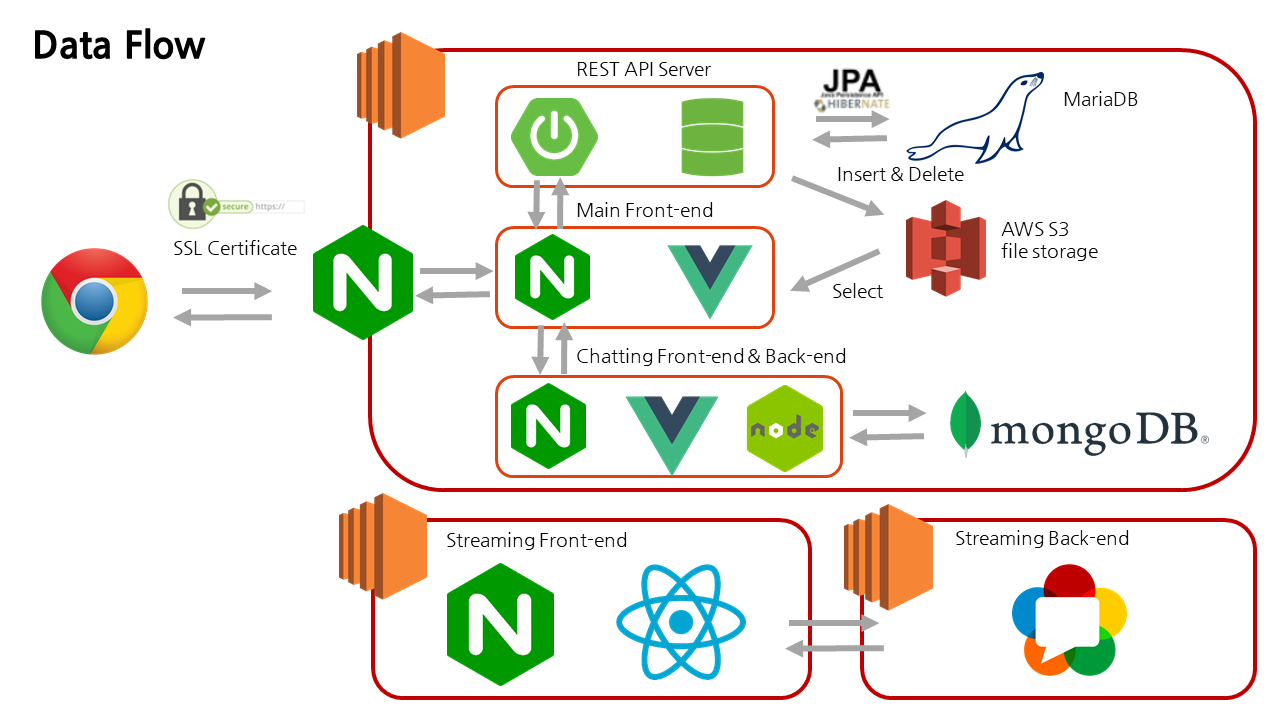 Data Flow
REST API Server
JPA
Java Persistence API
HIBERNATE
MariaDB
Insert & Delete
secure https://
SSL Certificate
Main Front-end
AWS S3
file storage
N
N
Select
Chatting Front-end & Back-end
N
node
mongoDB®
Streaming Front-end
Streaming Back-end
N